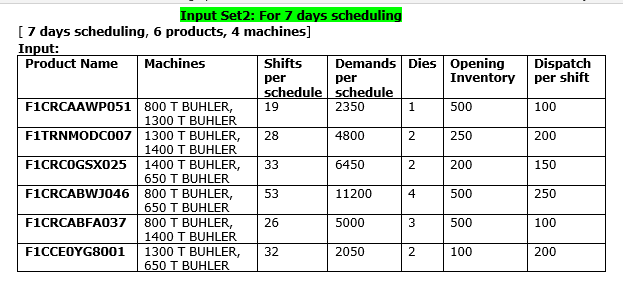 Input Set2: For 7 days scheduling
[ 7 days scheduling, 6 products, 4 machines]
Input:
Product Name Machines Shifts per schedule Demands per schedule Dies Opening Inventory Dispatch per shift
F1CRCAAWP051 800 T BUHLER, 1300 T BUHLER 19 2350 1 500 100
F1TRNMODC007 1300 T BUHLER, 1400 T BUHLER 28 4800 2 250 200
F1CRC0GSX025 1400 T BUHLER, 650 T BUHLER 33 6450 2 200 150
F1CRCABWJ046 800 T BUHLER, 650 T BUHLER 53 11200 4 500 250
F1CRCABFA037 800 T BUHLER, 1400 T BUHLER 26 5000 3 500 100
F1CCE0YG8001 1300 T BUHLER, 650 T BUHLER 32 2050 2 100 200